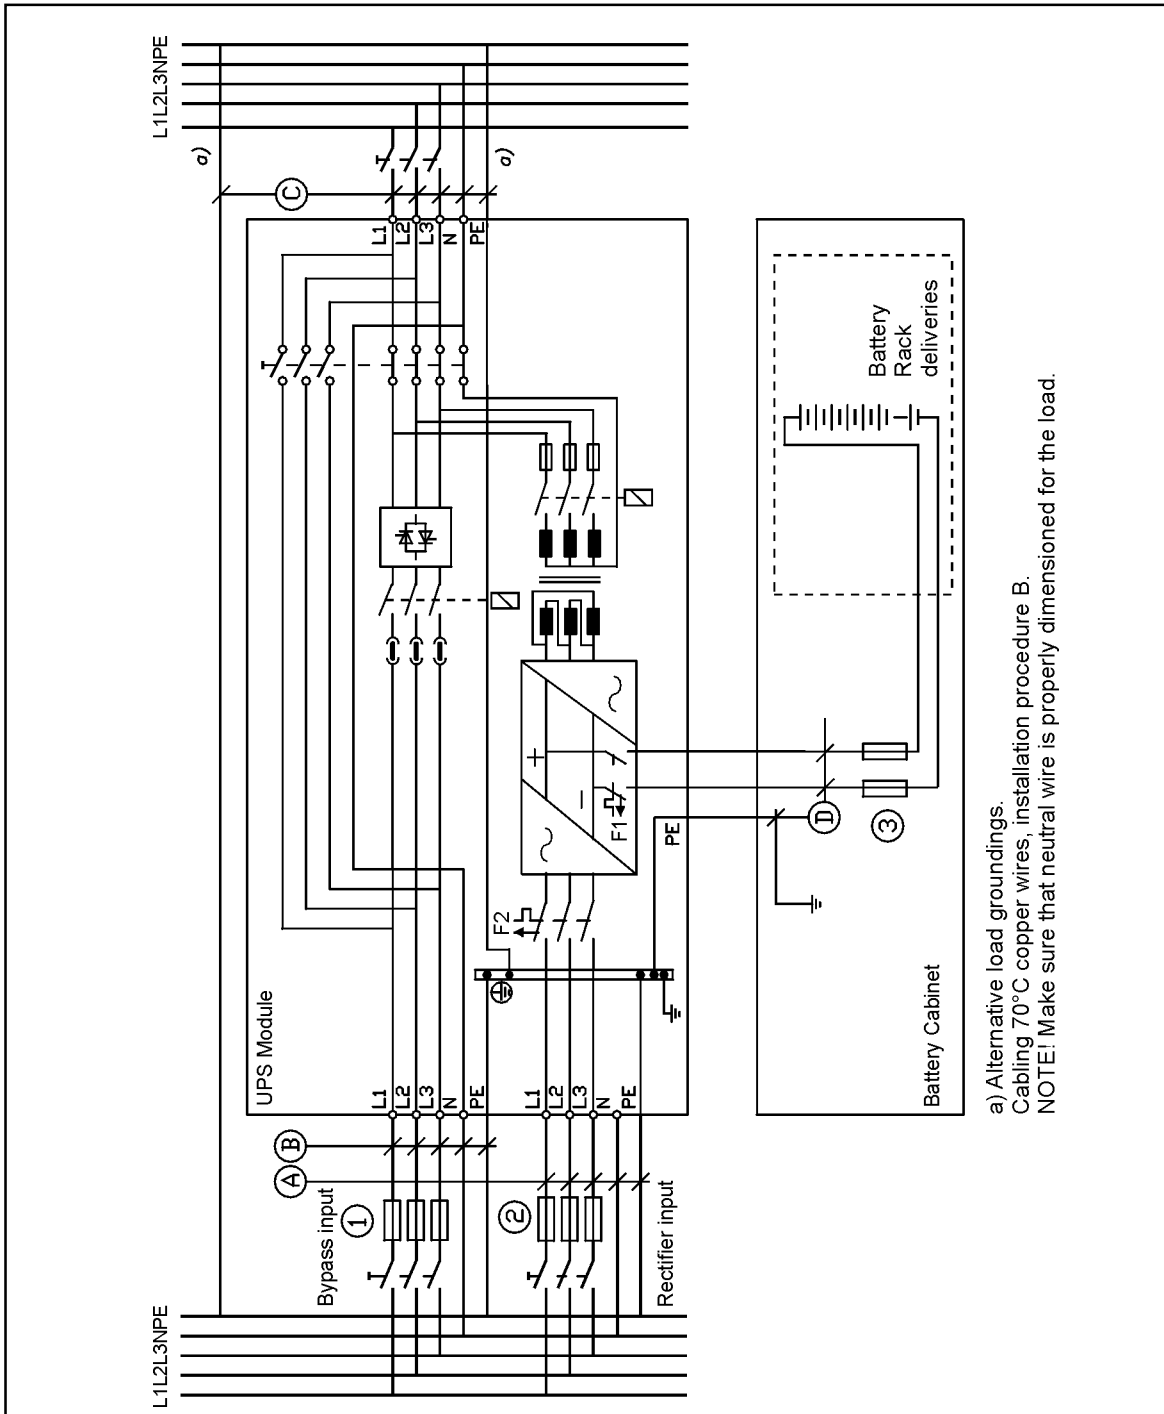 L1L2L3NPE
Bypass input
1
A
B
2
Rectifier input
L1
L2
L3
N
PE
L1
L2
L3
N
PE
UPS Module
F2
F1
PE
C
a)
a)
L1
L2
L3
N
PE
L1L2L3NPE
Battery Cabinet
D
3
Battery
Rack
deliveries
a) Alternative load groundings.
Cabling 70°C copper wires, installation procedure B.
NOTE! Make sure that neutral wire is properly dimensioned for the load.